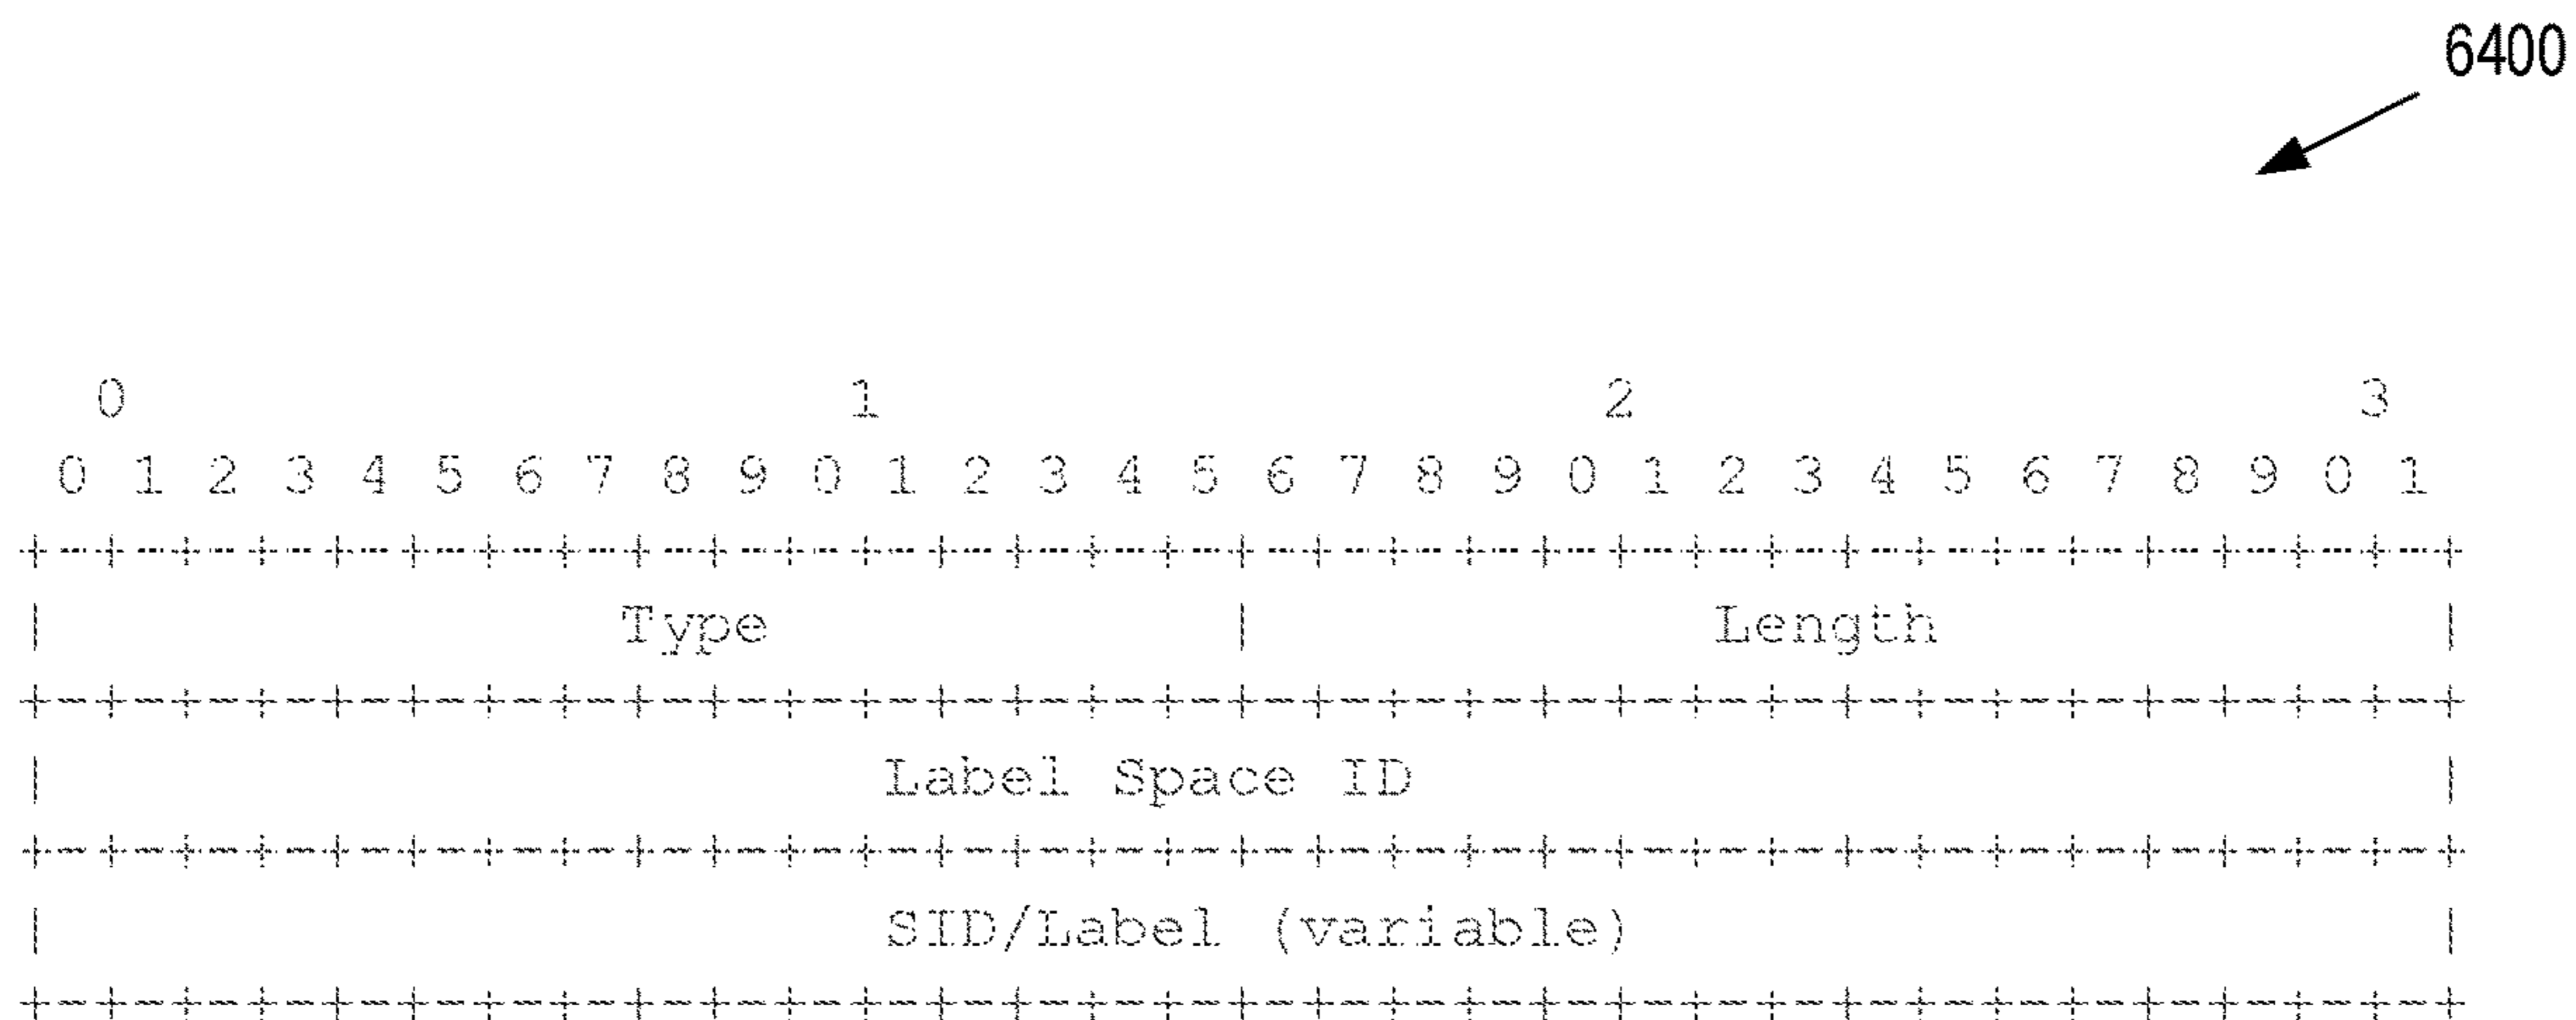 6400
0 1 2 3
0 1 2 3 4 5 6 7 8 9 0 1 2 3 4 5 6 7 8 9 0 1 2 3 4 5 6 7 8 9 0 1
+-+-+-+-+-+-+-+-+-+-+-+-+-+-+-+-+-+-+-+-+-+-+-+-+-+-+-+-+-+-+-+-+
| Type | Length |
+-+-+-+-+-+-+-+-+-+-+-+-+-+-+-+-+-+-+-+-+-+-+-+-+-+-+-+-+-+-+-+-+
| Label Space ID |
+-+-+-+-+-+-+-+-+-+-+-+-+-+-+-+-+-+-+-+-+-+-+-+-+-+-+-+-+-+-+-+-+
| SID/Label (variable) |
+-+-+-+-+-+-+-+-+-+-+-+-+-+-+-+-+-+-+-+-+-+-+-+-+-+-+-+-+-+-+-+-+